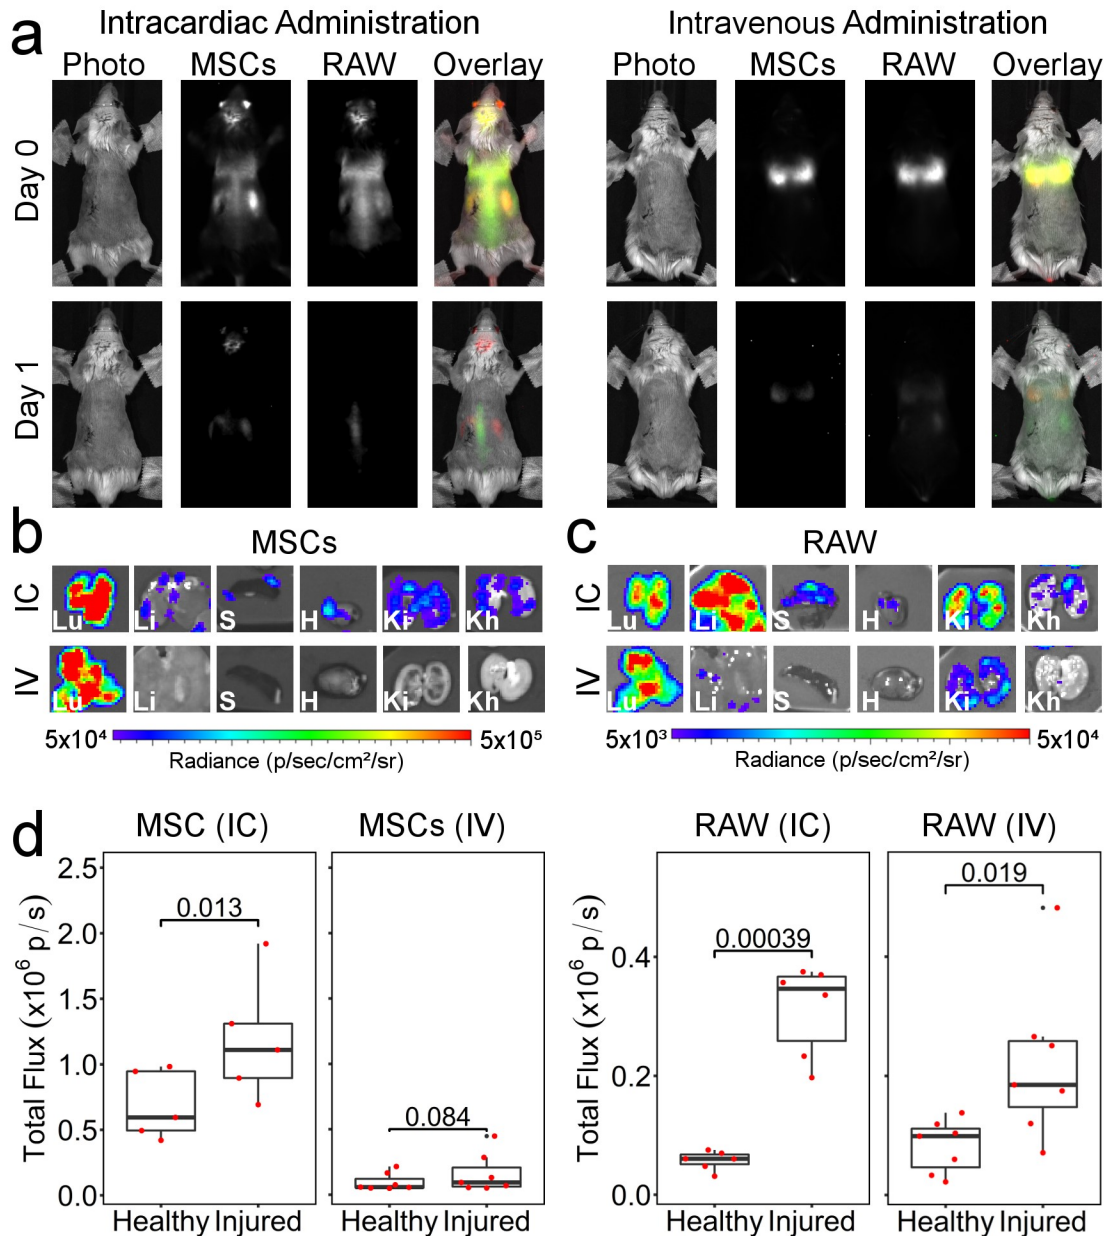 a
Intracardiac Administration
Intravenous Administration
Photo MSCs RAW Overlay
Photo MSCs RAW Overlay
Day 0
Day 1
b
MSCs
IC
Lu Li S H Ki Kh
IV
Lu Li S H Ki Kh
5x10⁴ 5x10⁵
Radiance (p/sec/cm²/sr)
c
RAW
IC
Lu Li S H Ki Kh
IV
Lu Li S H Ki Kh
5x10³ 5x10⁴
Radiance (p/sec/cm²/sr)
d
MSC (IC)
MSCs (IV)
RAW (IC)
RAW (IV)
Total Flux (x10⁶ p/s)
2.5
2.0
1.5
1.0
0.5
0.0
0.013
0.084
Healthy Injured
Healthy Injured
Total Flux (x10⁶ p/s)
0.4
0.2
0.0
0.00039
0.019
Healthy Injured
Healthy Injured